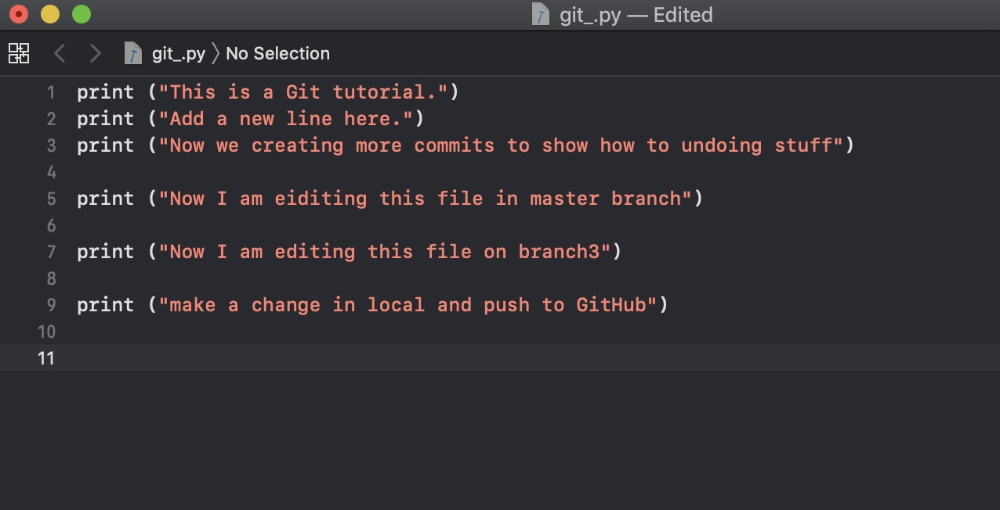 git_.py — Edited
git_.py 〉 No Selection
1 print ("This is a Git tutorial.")
2 print ("Add a new line here.")
3 print ("Now we creating more commits to show how to undoing stuff")
4
5 print ("Now I am eiditing this file in master branch")
6
7 print ("Now I am editing this file on branch3")
8
9 print ("make a change in local and push to GitHub")
10
11